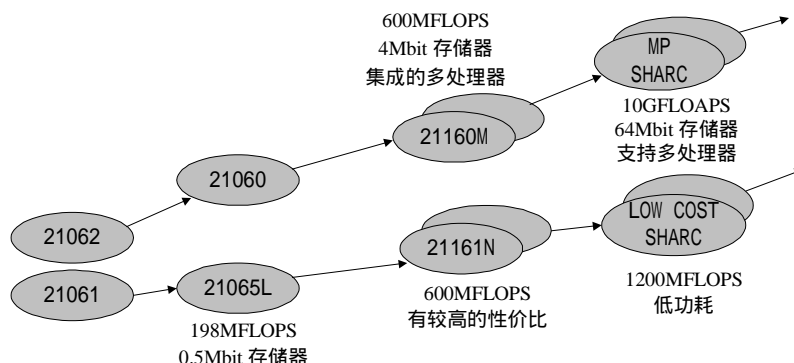 600MFLOPS
4Mbit 存储器
集成的多处理器
MP
SHARC
10GFLOAPS
64Mbit 存储器
支持多处理器
21160M
21060
21062
LOW COST
SHARC
21161N
21061
21065L
1200MFLOPS
低功耗
600MFLOPS
有较高的性价比
198MFLOPS
0.5Mbit 存储器